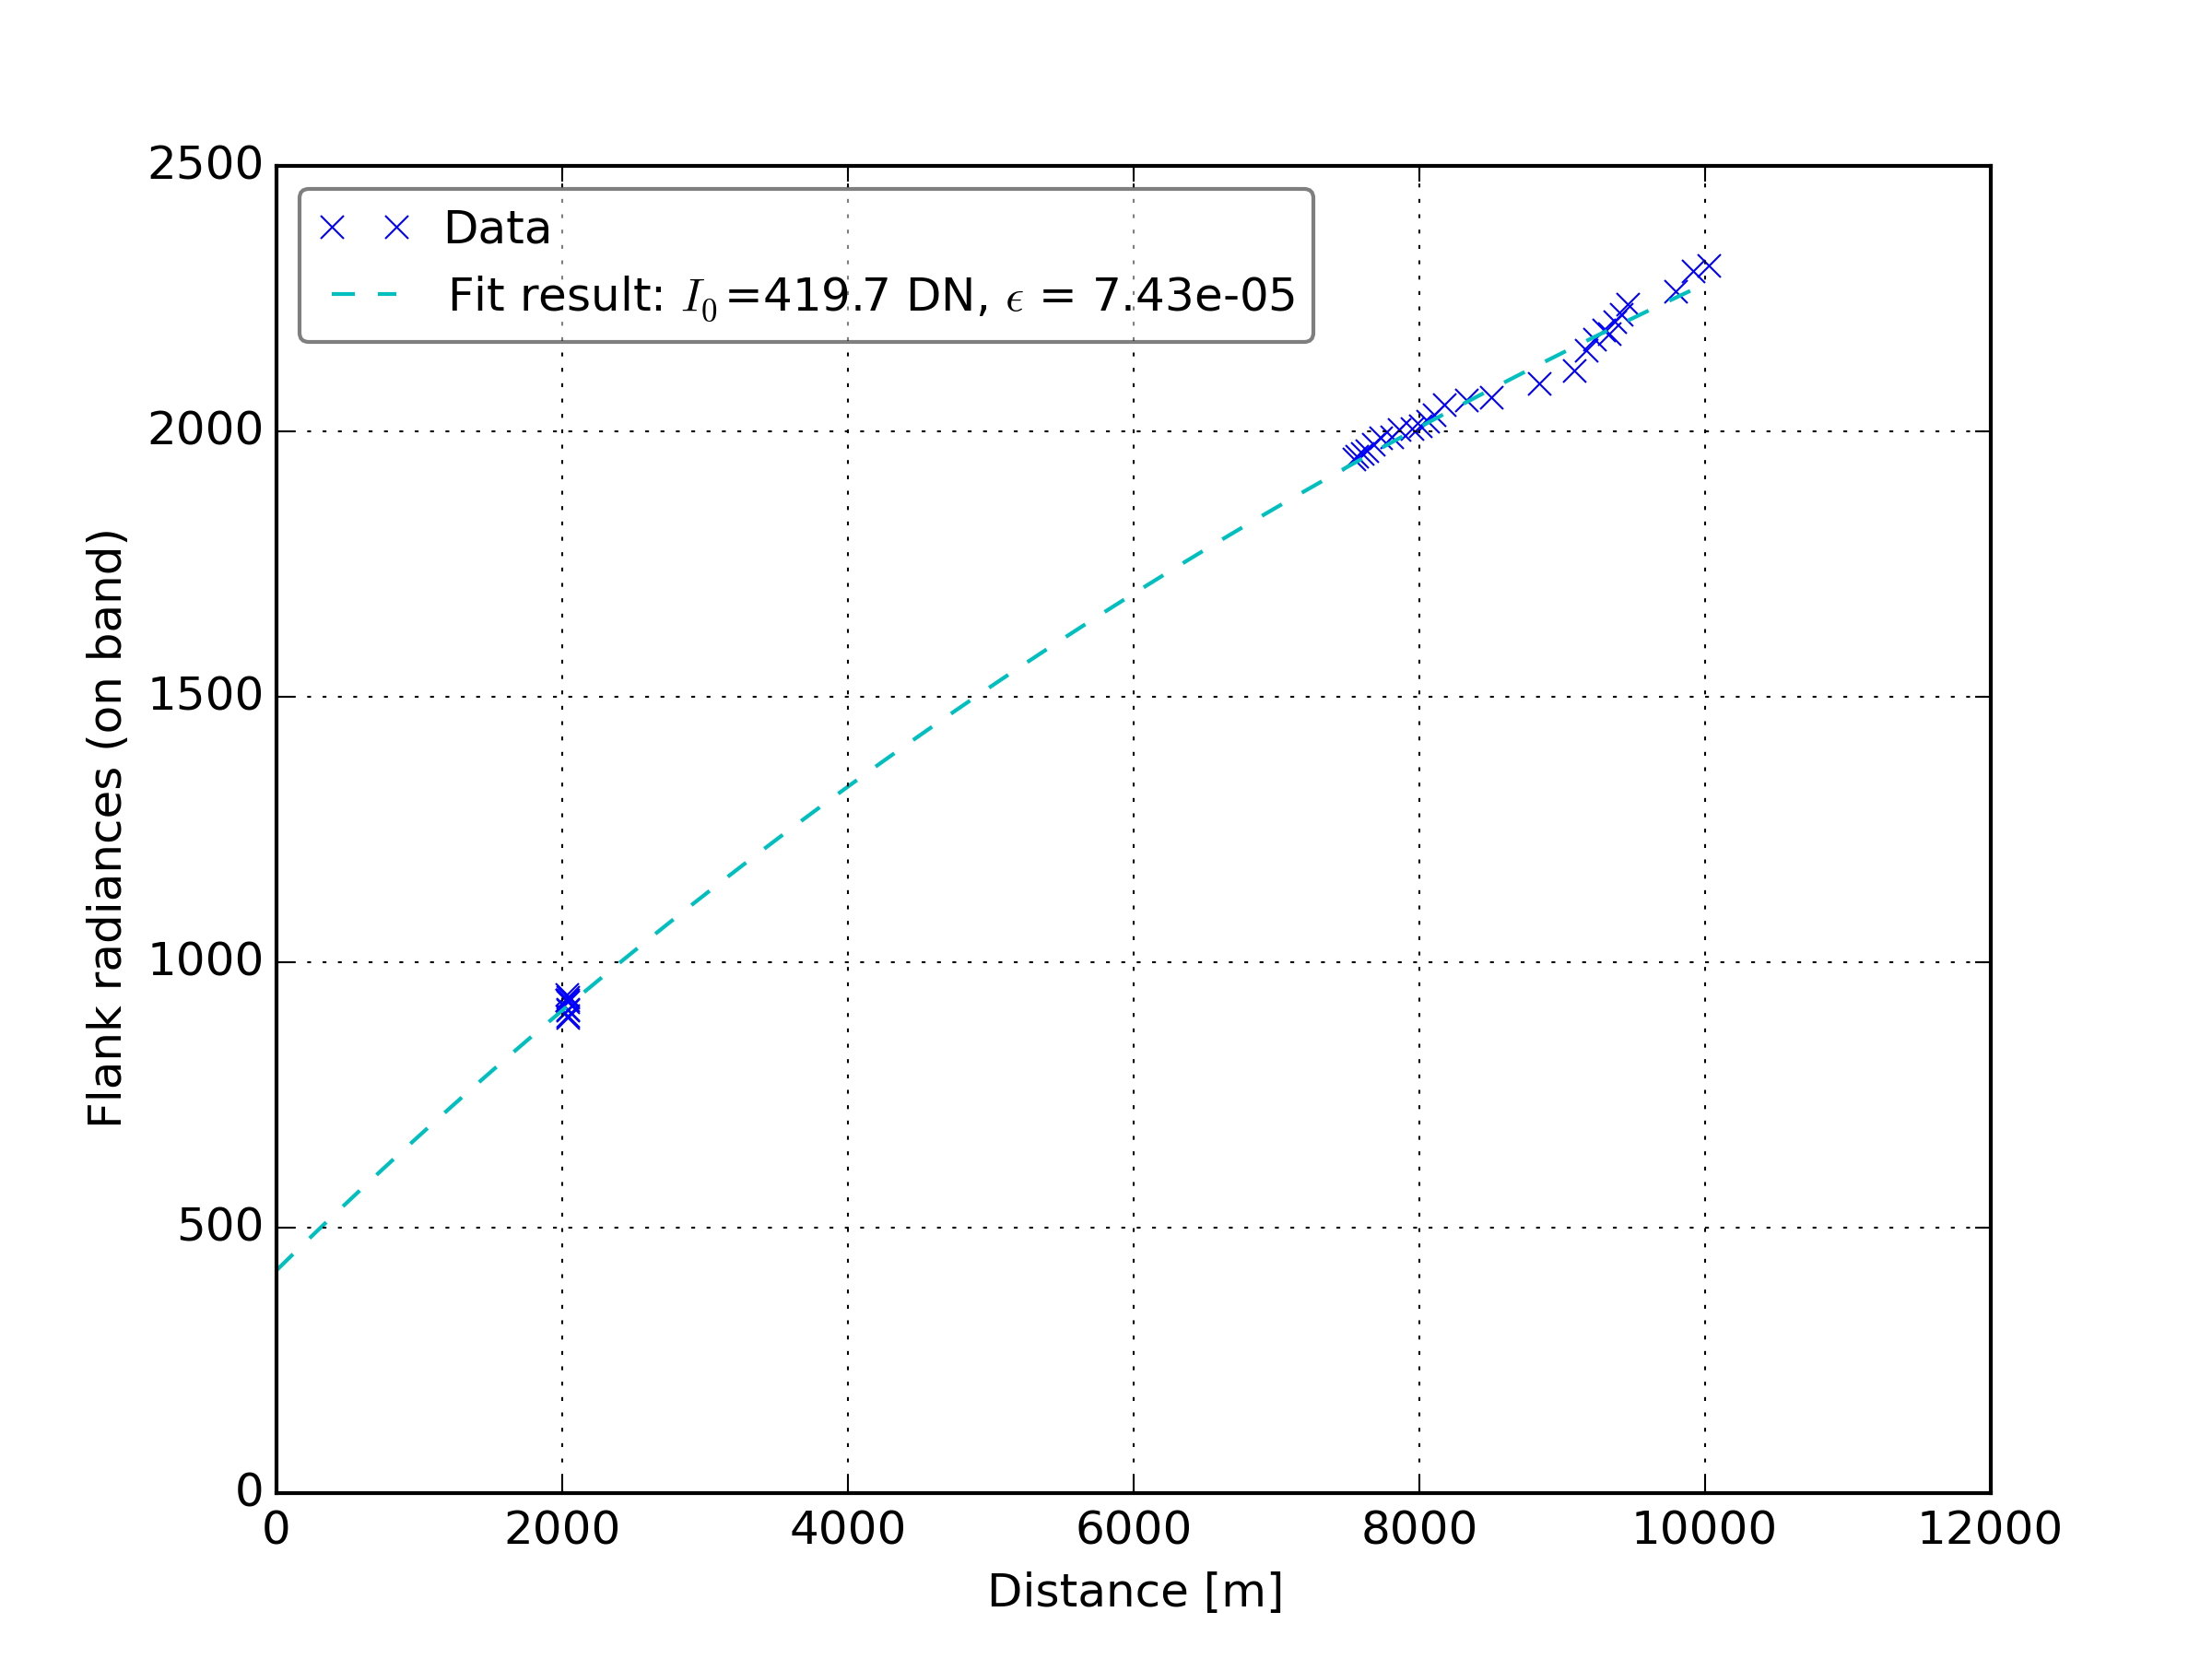 2500
2000
1500
1000
500
0
Flank radiances (on band)
Data
Fit result: I₀=419.7 DN, ϵ = 7.43e-05
0 2000 4000 6000 8000 10000 12000
Distance [m]